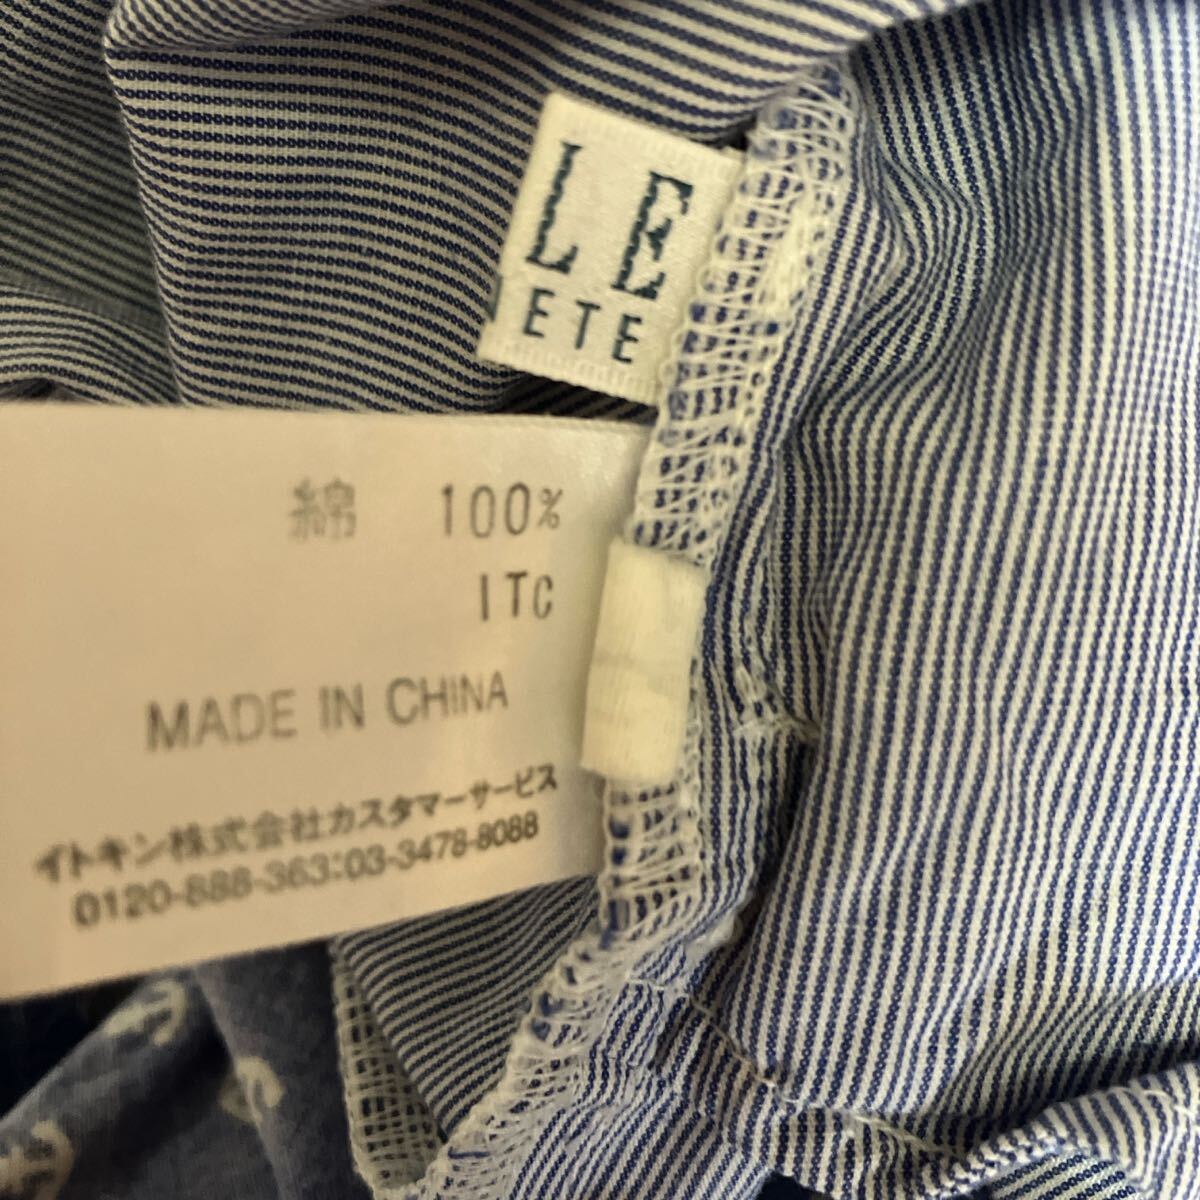 LE
ETE
綿 100%
ITC
MADE IN CHINA
イトキン株式会社カスタマーサービス
0120-888-363:03-3478-8088